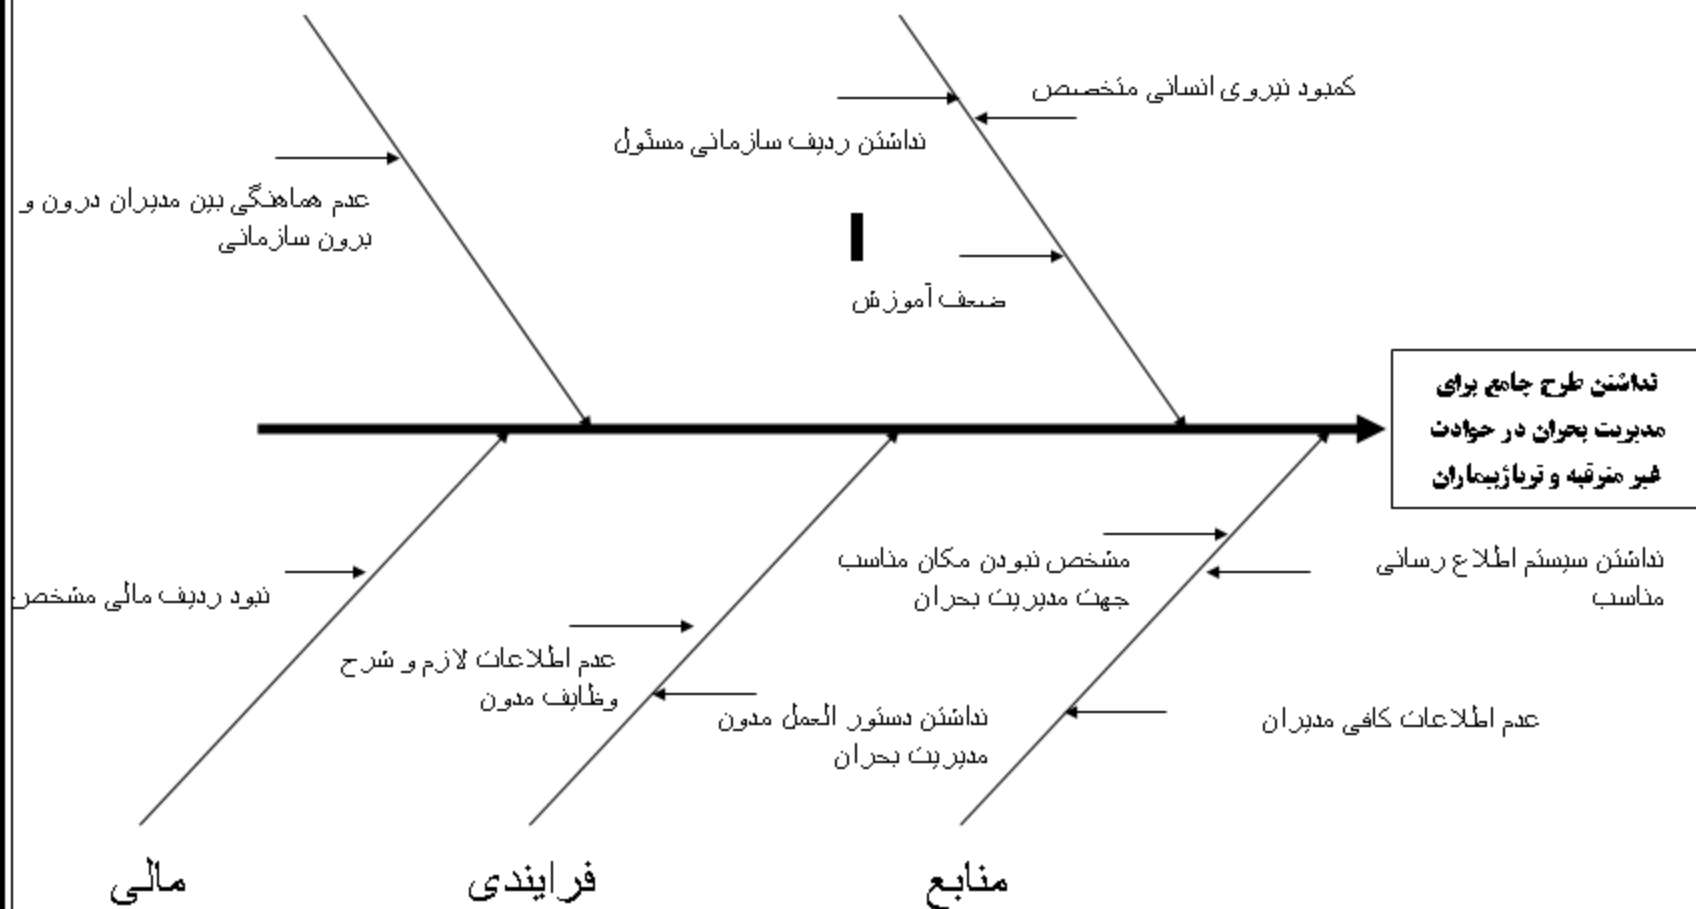 کمبود نیروی انسانی متخصص
نداشتن ردیف سازمانی مسئول
عدم هماهنگی بین مدیران درون و
برون سازمانی
ضعف آموزش
نداشتن طرح جامع برای
مدیریت بحران در حوادث
غیر مترقبه و تریاژبیماران
نداشتن سیستم اطلاع رسانی
مناسب
مشخص نبودن مکان مناسب
جهت مدیریت بحران
نبود ردیف مالی مشخص
عدم اطلاعات لازم و شرح
وظایف مدون
نداشتن دستور العمل مدون
مدیریت بحران
عدم اطلاعات کافی مدیران
منابع
فرایندی
مالی